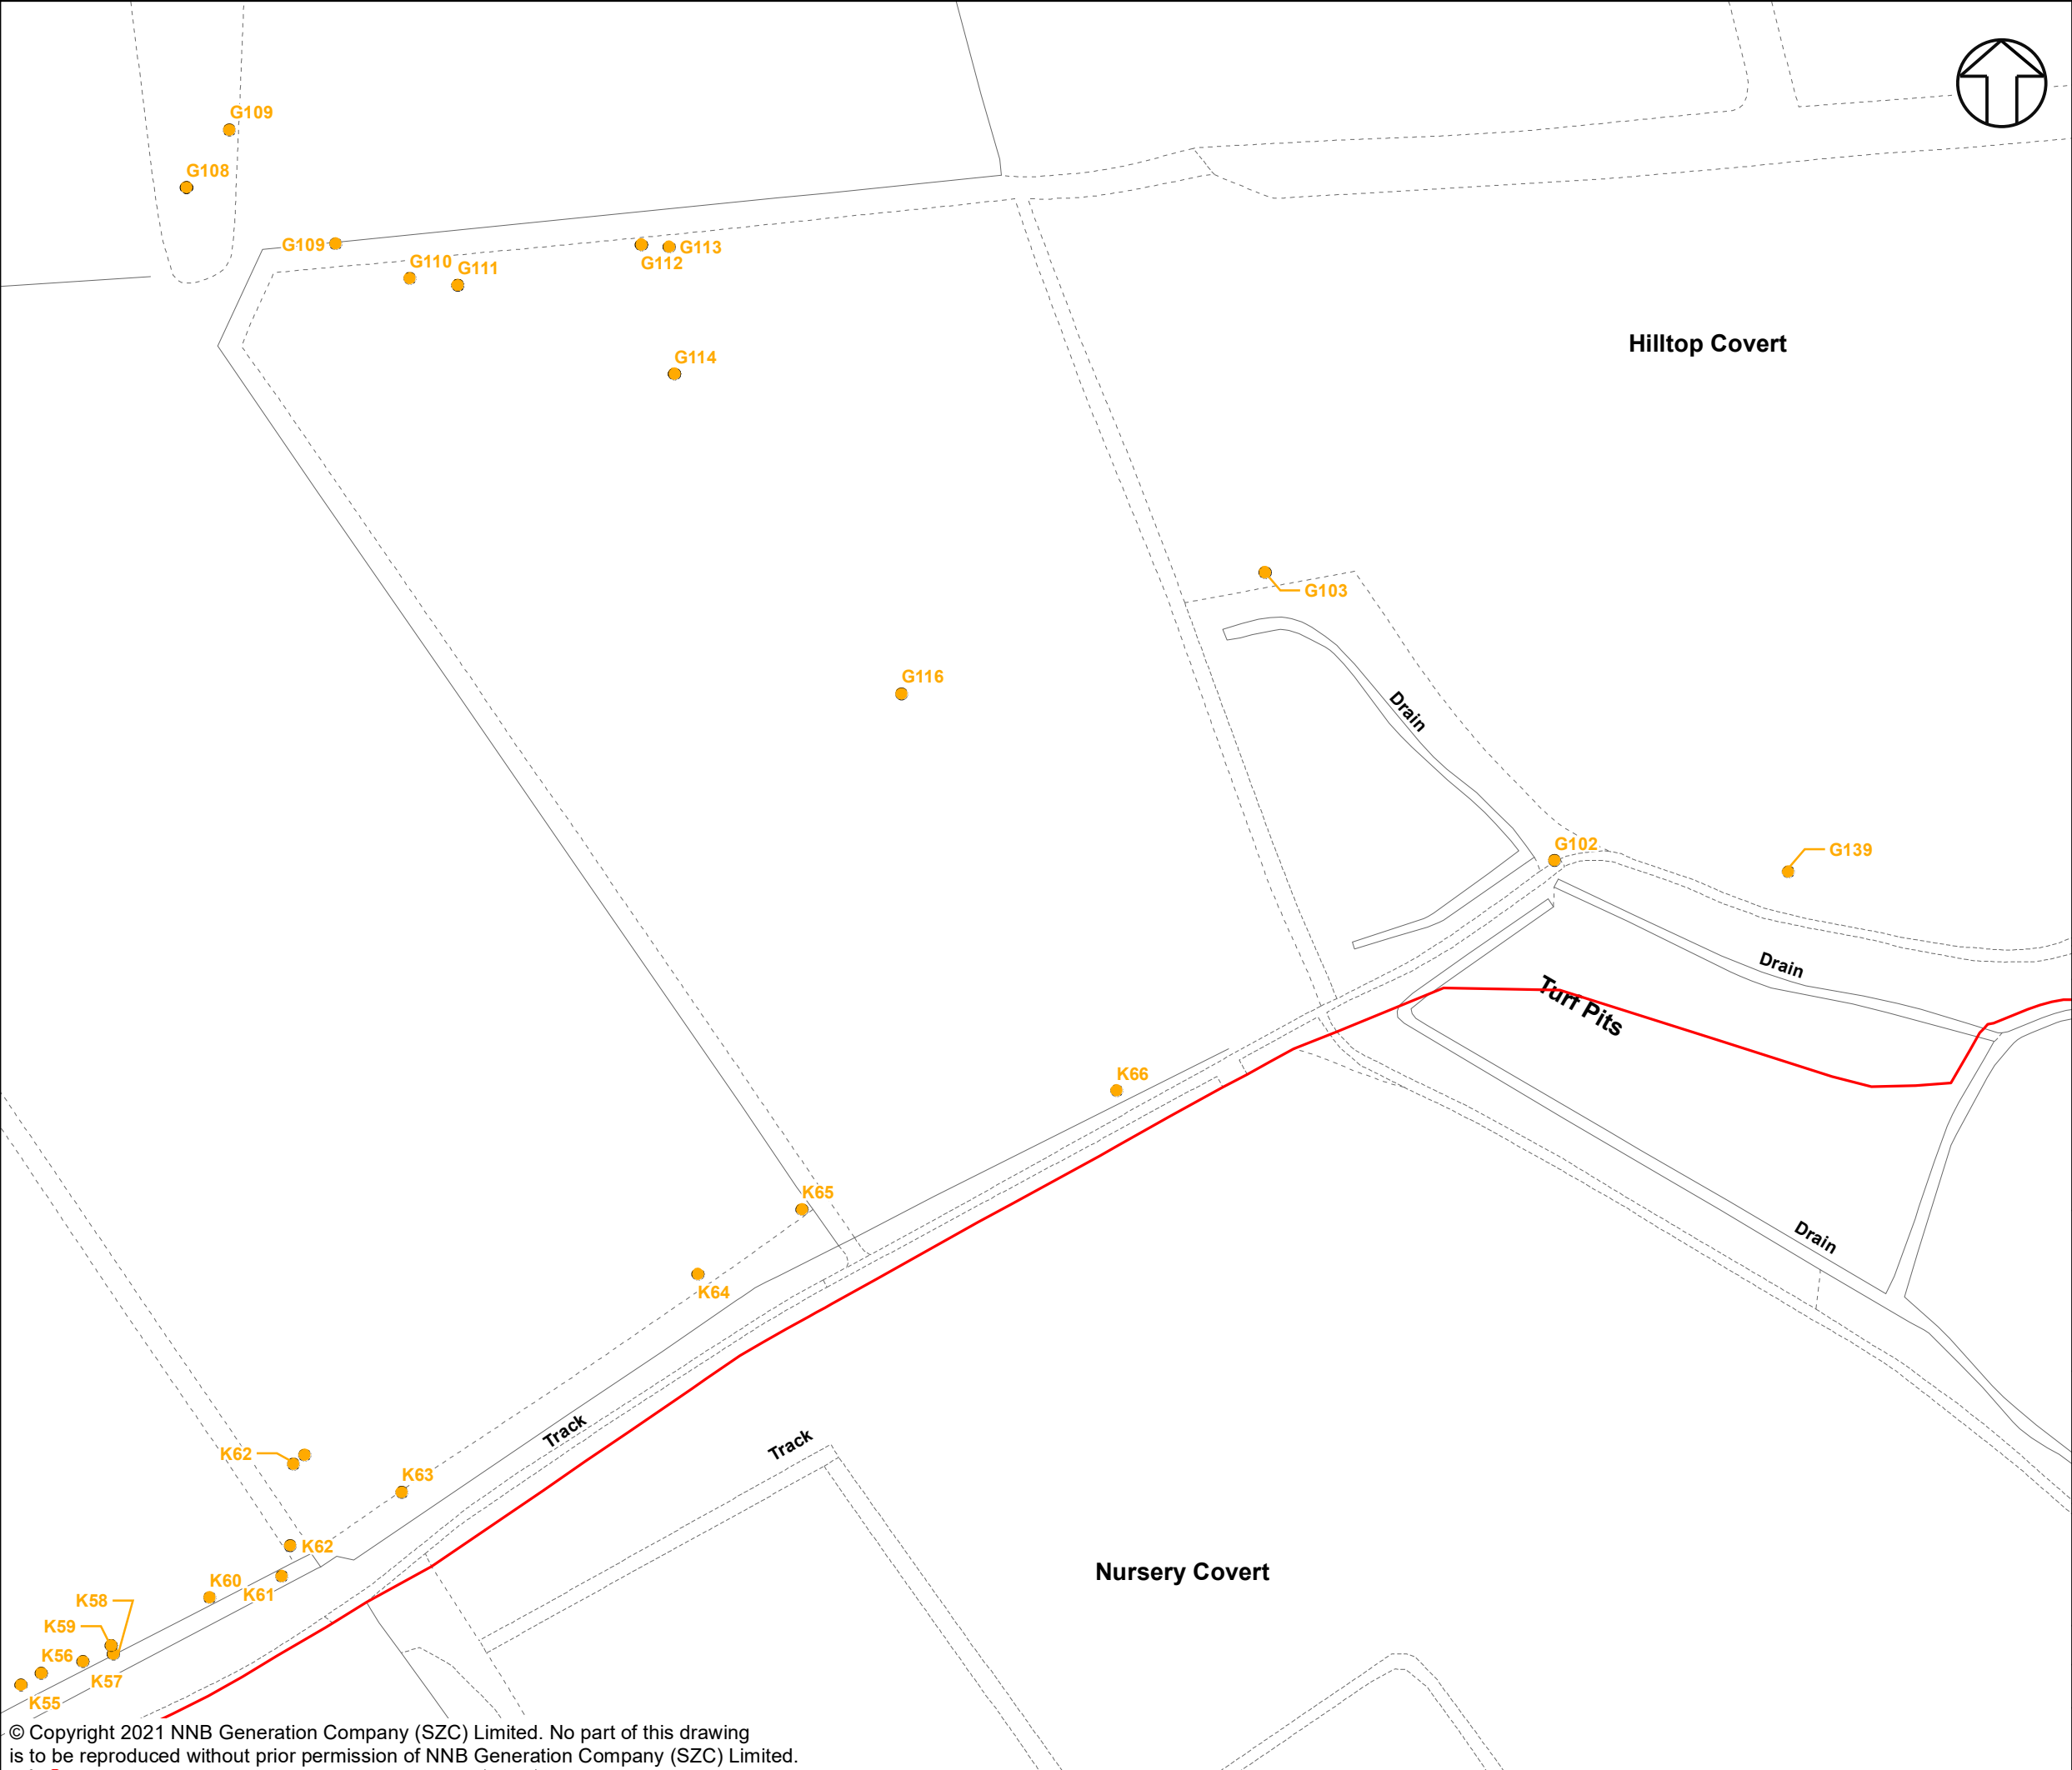 G109
G108
G109
G110
G111
G112
G113
Hilltop Covert
G114
G103
G116
Drain
G102
G139
Drain
Turf Pits
K66
K65
Drain
K64
Track
Track
K62
K63
K62
Nursery Covert
K60
K61
K58
K59
K56
K57
K55
© Copyright 2021 NNB Generation Company (SZC) Limited. No part of this drawing
is to be reproduced without prior permission of NNB Generation Company (SZC) Limited.